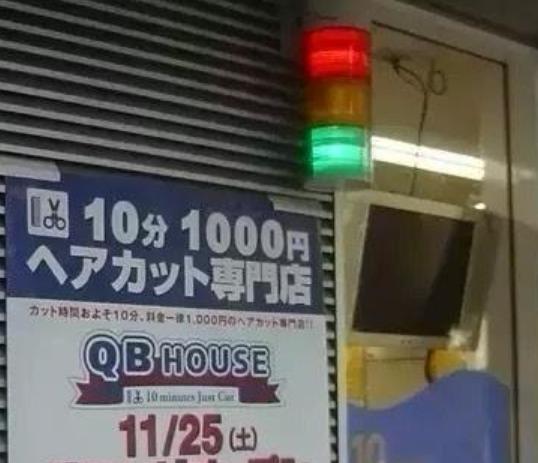 10分 1000円
ヘアカット専門店
カット時間およそ10分、料金一律1,000円のヘアカット専門店!!
QB HOUSE
10 minutes Just Cut
11/25(土)
10